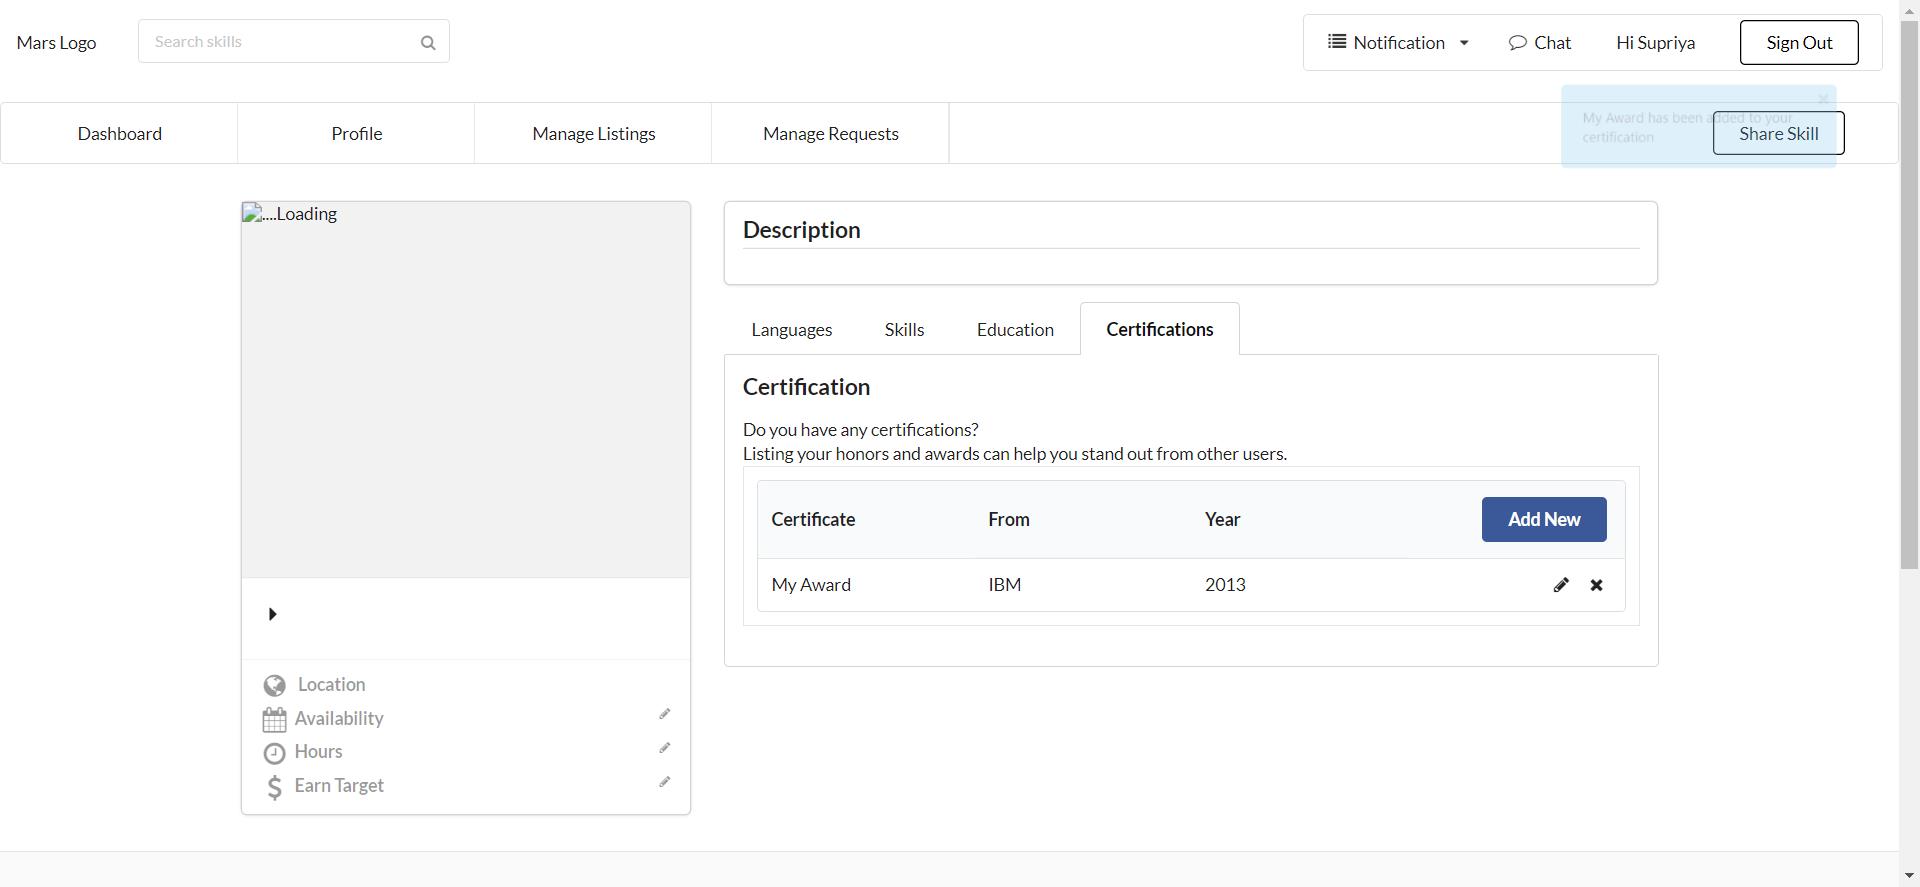 Mars Logo
Search skills
Notification
Chat
Hi Supriya
Sign Out
Dashboard
Profile
Manage Listings
Manage Requests
My Award has been added to your
certification
Share Skill
....Loading
Description
Languages
Skills
Education
Certifications
Certification
Do you have any certifications?
Listing your honors and awards can help you stand out from other users.
Certificate From Year Add New
My Award IBM 2013
Location
Availability
Hours
Earn Target